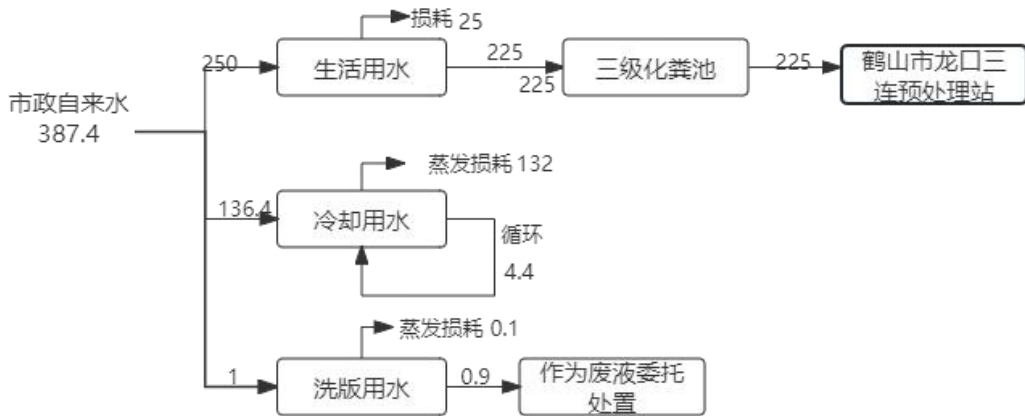 损耗 25
250
生活用水
225
225
三级化粪池
225
鹤山市龙口三
连预处理站
市政自来水
387.4
蒸发损耗 132
136.4
冷却用水
循环
4.4
蒸发损耗 0.1
1
洗版用水
0.9
作为废液委托
处置